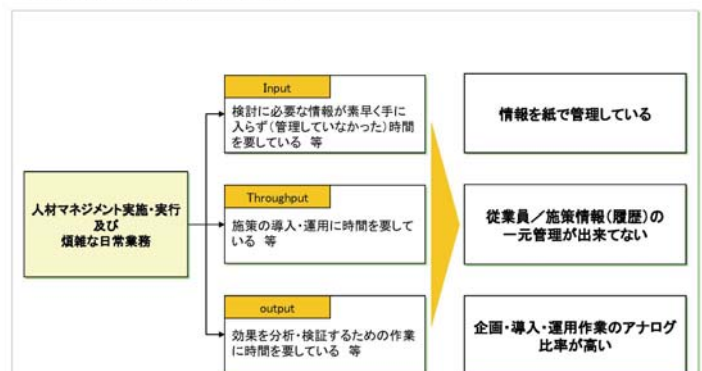 人材マネジメント実施・実行
及び
煩雑な日常業務
Input
検討に必要な情報が素早く手に
入らず（管理していなかった）時間
を要している 等
Throughput
施策の導入・運用に時間を要して
いる 等
output
効果を分析・検証するための作業
に時間を要している 等
情報を紙で管理している
従業員／施策情報（履歴）の
一元管理が出来てない
企画・導入・運用作業のアナログ
比率が高い